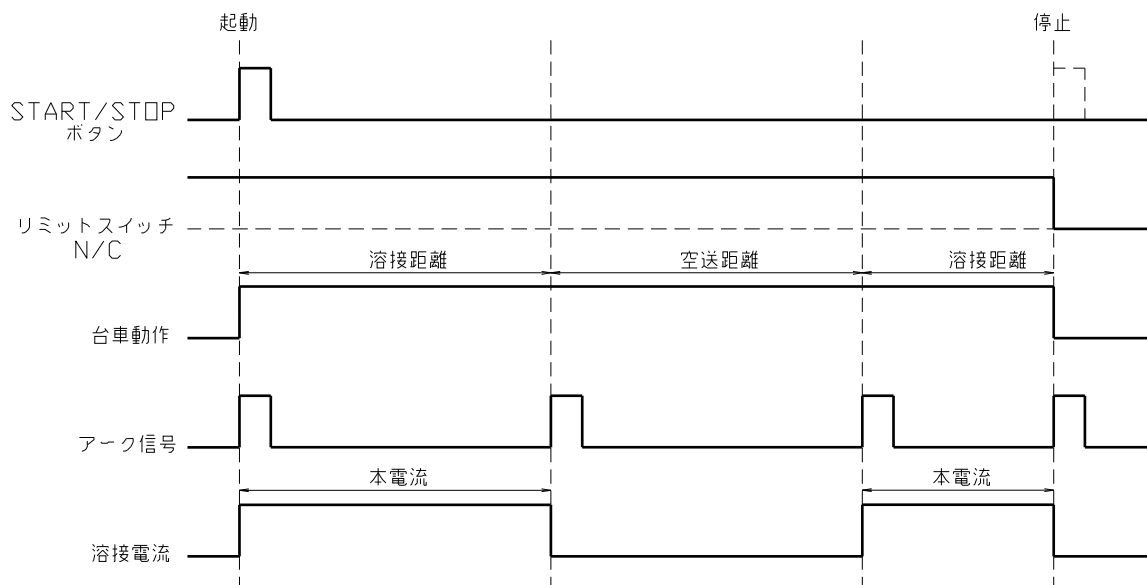 起動
停止
START/STOP
ボタン
リミットスイッチ
N/C
溶接距離
空送距離
溶接距離
台車動作
アーク信号
本電流
本電流
溶接電流